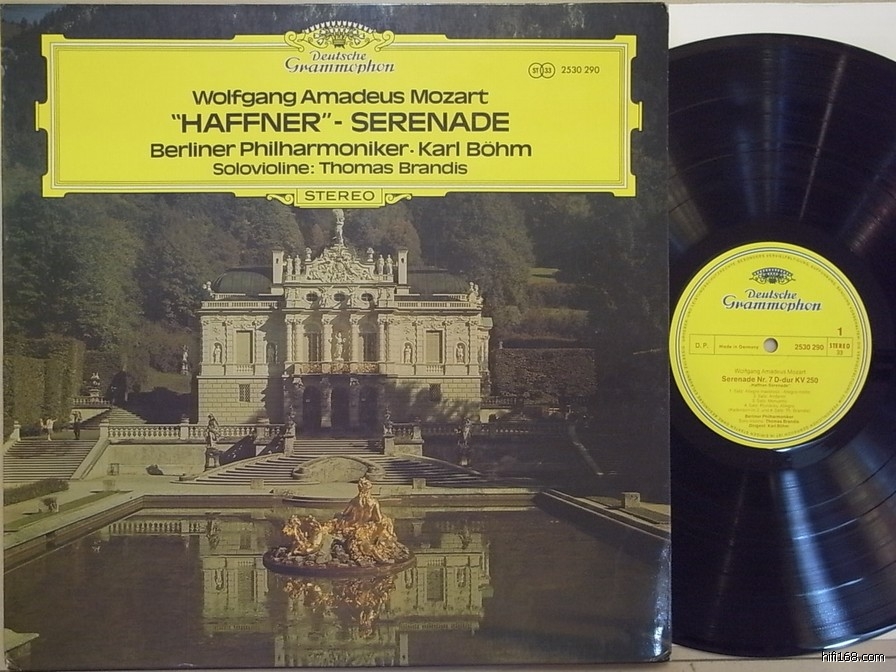 Deutsche
Grammophon
ST 33 2530 290
Wolfgang Amadeus Mozart
"HAFFNER"- SERENADE
Berliner Philharmoniker · Karl Böhm
Solovioline: Thomas Brandis
STEREO
Deutsche
Grammophon
1
D.P. Made in Germany 2530 290 STEREO
33
Wolfgang Amadeus Mozart
Serenade Nr. 7 D-dur KV 250
„Haffner-Serenade"
Berliner Philharmoniker
Thomas Brandis
Dirigent: Karl Böhm
hifi168.com